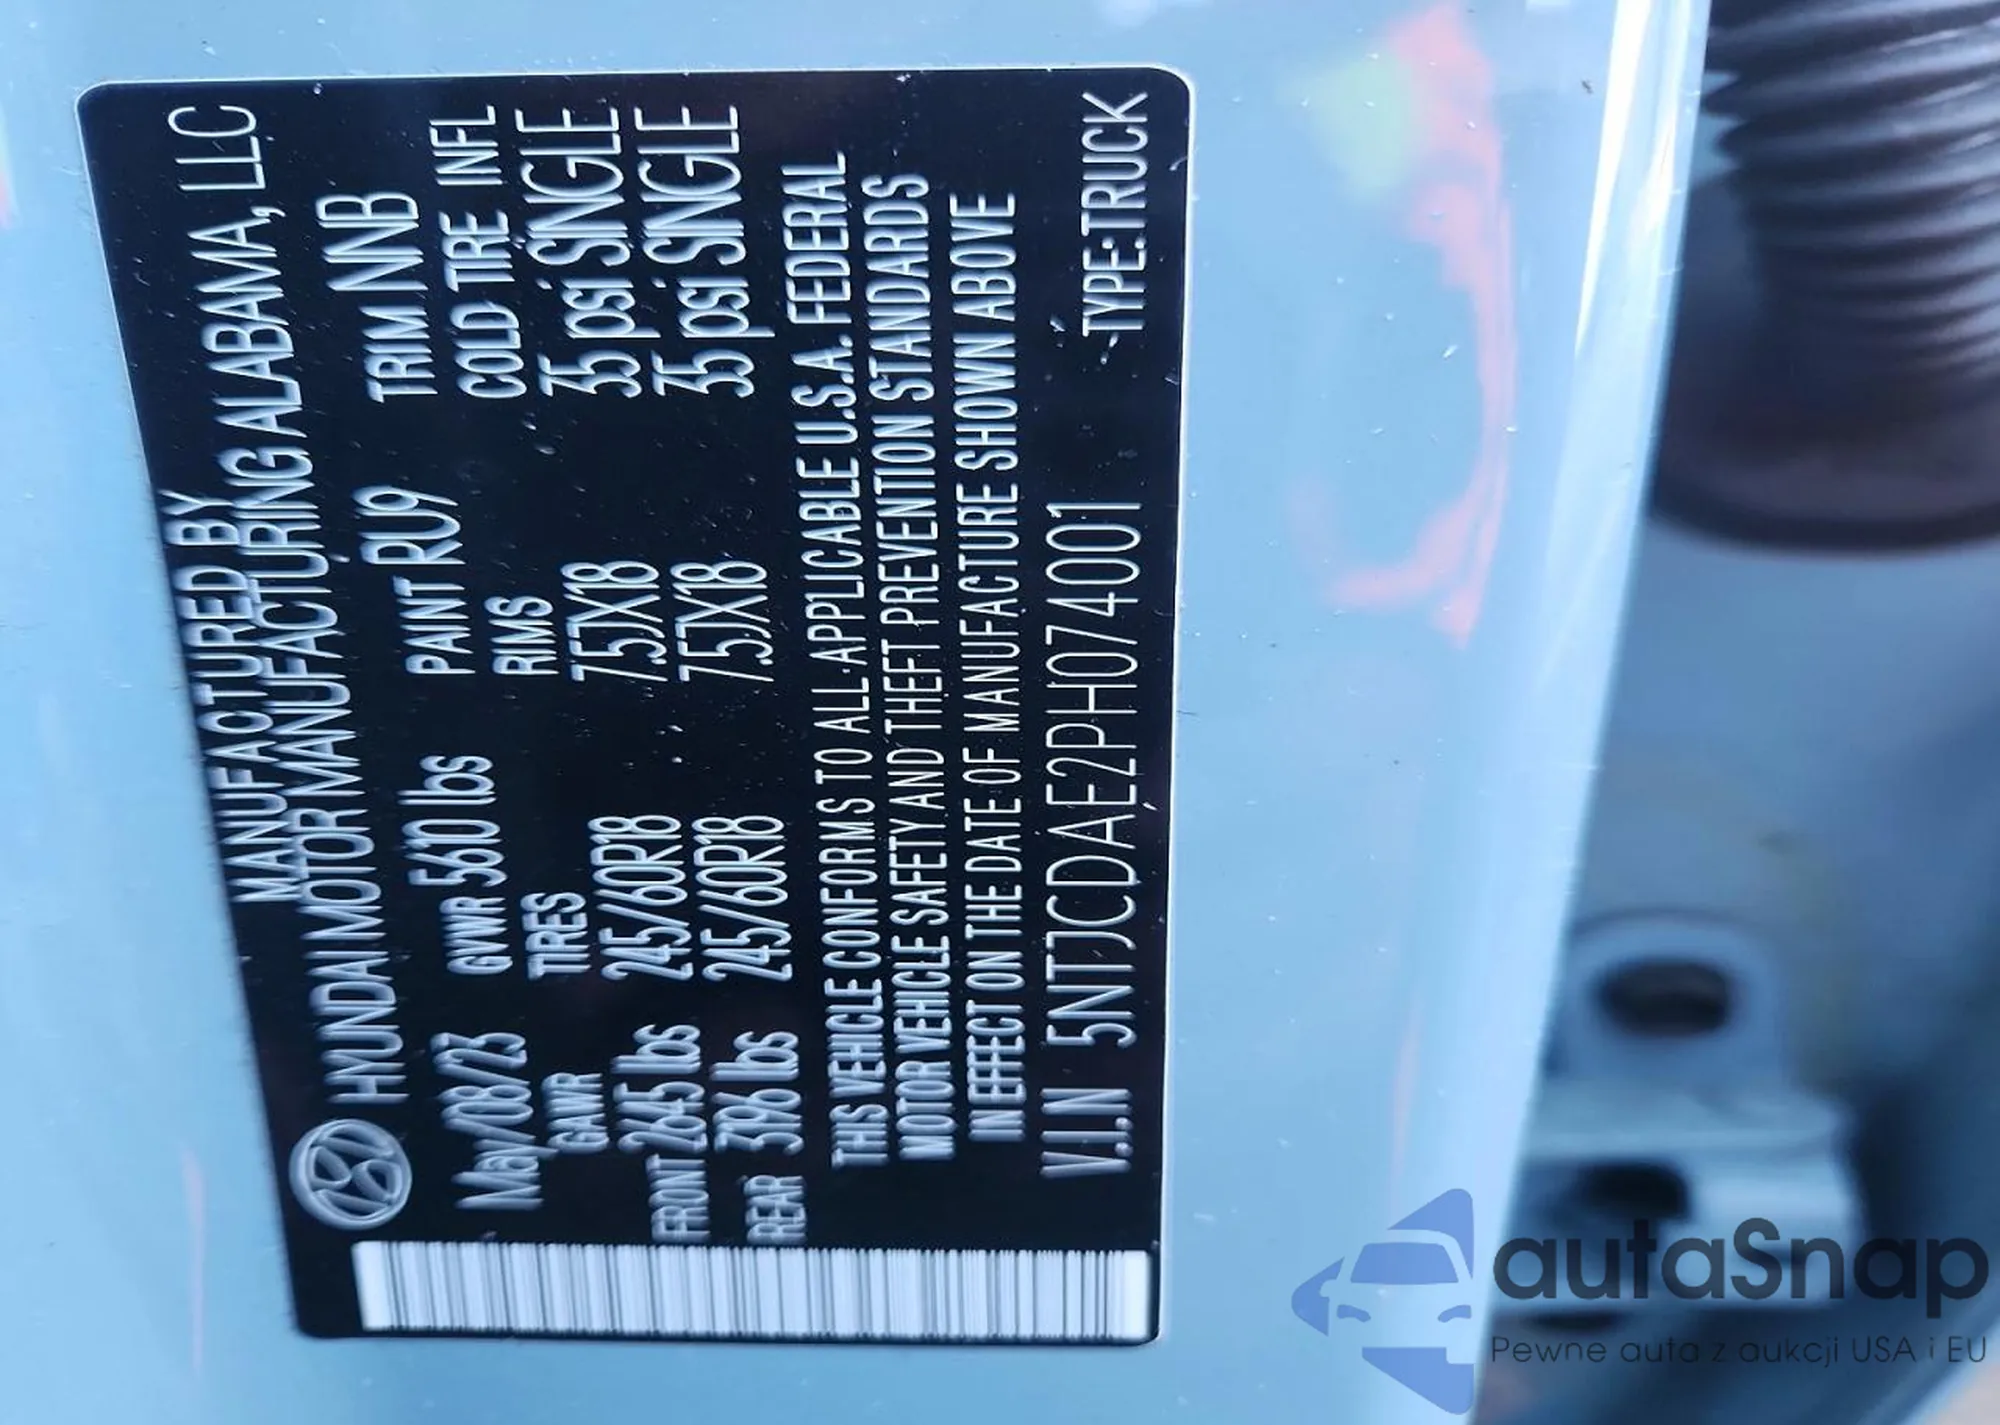 MANUFACTURED BY
HYUNDAI MOTOR MANUFACTURING ALABAMA, LLC
May/08/23 GVWR 5610 lbs PAINT RU9 TRIM NNB
GAWR TIRES RIMS COLD TIRE INFL
FRONT 2645 lbs 245/60R18 7.5JX18 35 psi SINGLE
REAR 3196 lbs 245/60R18 7.5JX18 35 psi SINGLE
THIS VEHICLE CONFORMS TO ALL APPLICABLE U.S.A. FEDERAL
MOTOR VEHICLE SAFETY AND THEFT PREVENTION STANDARDS
IN EFFECT ON THE DATE OF MANUFACTURE SHOWN ABOVE
V.I.N 5NTJCDAE2PH074001 TYPE:TRUCK
autaSnap
Pewne auta z aukcji USA i EU